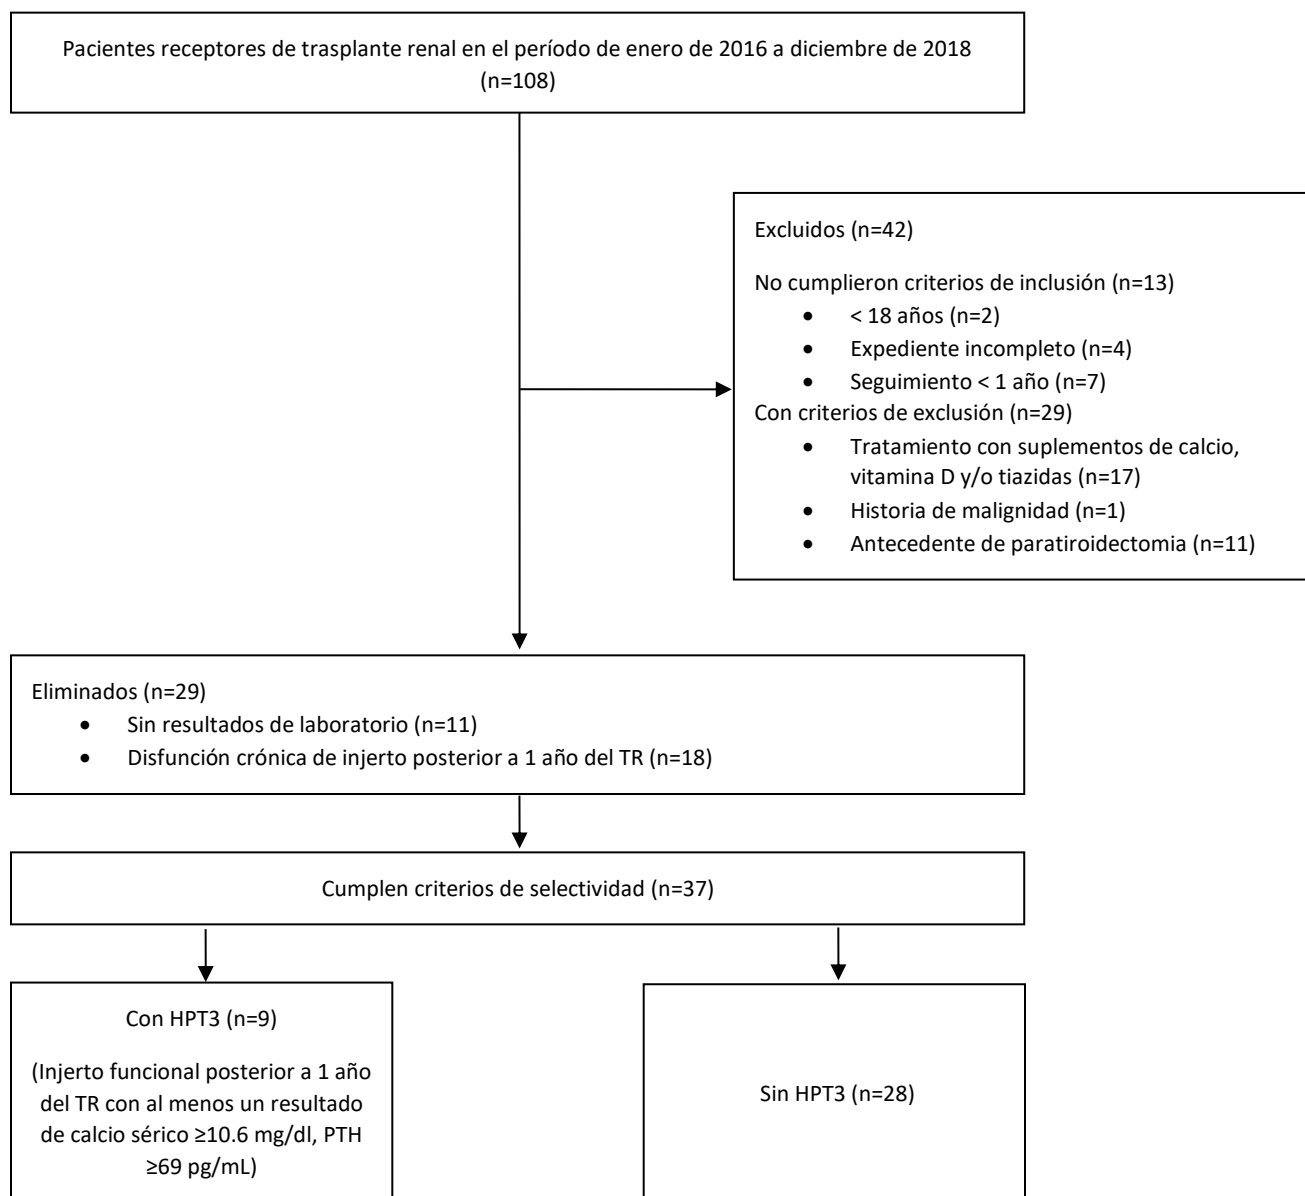 Pacientes receptores de trasplante renal en el período de enero de 2016 a diciembre de 2018
(n=108)
Excluidos (n=42)
No cumplieron criterios de inclusión (n=13)
• < 18 años (n=2)
• Expediente incompleto (n=4)
• Seguimiento < 1 año (n=7)
Con criterios de exclusión (n=29)
• Tratamiento con suplementos de calcio,
vitamina D y/o tiazidas (n=17)
• Historia de malignidad (n=1)
• Antecedente de paratiroidectomia (n=11)
Eliminados (n=29)
• Sin resultados de laboratorio (n=11)
• Disfunción crónica de injerto posterior a 1 año del TR (n=18)
Cumplen criterios de selectividad (n=37)
Con HPT3 (n=9)
(Injerto funcional posterior a 1 año
del TR con al menos un resultado
de calcio sérico ≥10.6 mg/dl, PTH
≥69 pg/mL)
Sin HPT3 (n=28)